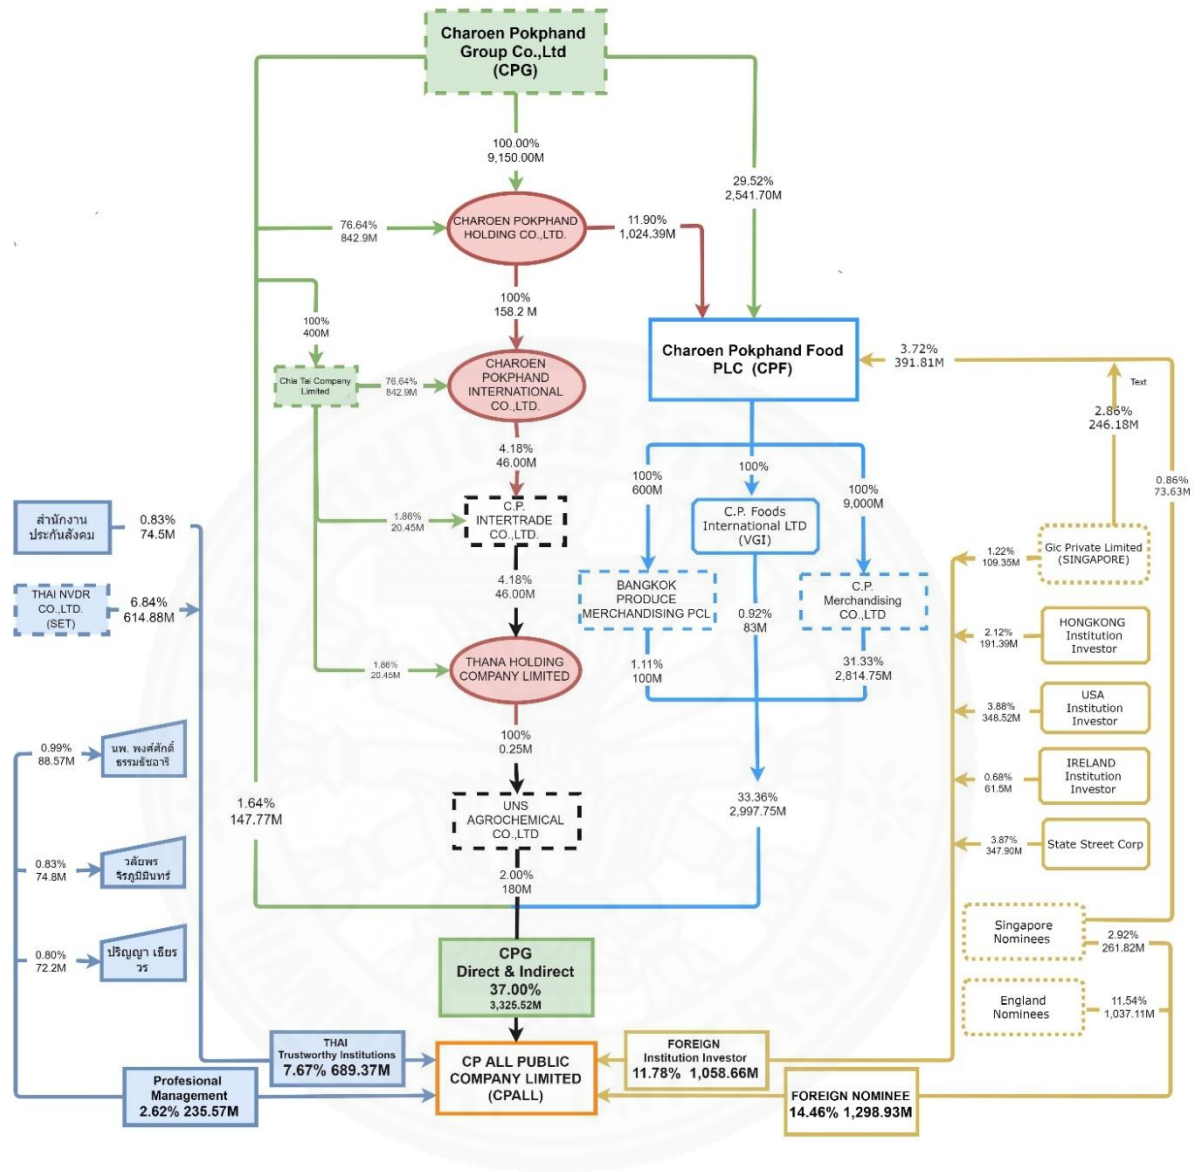 Charoen Pokphand
Group Co.,Ltd
(CPG)
100.00%
9,150.00M
29.52%
2,541.70M
76.64%
842.9M
CHAROEN POKPHAND
HOLDING CO.,LTD.
11.90%
1,024.39M
100%
158.2 M
100%
400M
Charoen Pokphand Food
PLC (CPF)
3.72%
391.81M
Chia Tai Company
Limited
76.64%
842.9M
CHAROEN
POKPHAND
INTERNATIONAL
CO.,LTD.
Text
2.86%
246.18M
4.18%
46.00M
100%
600M
100%
100%
9,000M
0.86%
73.63M
สำนักงาน
ประกันสังคม
0.83%
74.5M
1.86%
20.45M
C.P.
INTERTRADE
CO.,LTD.
C.P. Foods
International LTD
(VGI)
1.22%
109.35M
Gic Private Limited
(SINGAPORE)
THAI NVDR
CO.,LTD.
(SET)
6.84%
614.88M
4.18%
46.00M
BANGKOK
PRODUCE
MERCHANDISING PCL
0.92%
83M
C.P.
Merchandising
CO.,LTD
2.12%
191.39M
HONGKONG
Institution
Investor
1.86%
20.45M
THANA HOLDING
COMPANY LIMITED
1.11%
100M
31.33%
2,814.75M
3.88%
348.52M
USA
Institution
Investor
0.99%
88.57M
นพ. พงศ์ศักดิ์
ธรรมธัชอารี
100%
0.25M
0.68%
61.5M
IRELAND
Institution
Investor
1.64%
147.77M
UNS
AGROCHEMICAL
CO.,LTD
33.36%
2,997.75M
3.87%
347.90M
State Street Corp
0.83%
74.8M
วลัยพร
จิรภูมิมินทร์
2.00%
180M
Singapore
Nominees
2.92%
261.82M
0.80%
72.2M
ปริญญา เธียร
วร
CPG
Direct & Indirect
37.00%
3,325.52M
England
Nominees
11.54%
1,037.11M
THAI
Trustworthy Institutions
7.67% 689.37M
CP ALL PUBLIC
COMPANY LIMITED
(CPALL)
FOREIGN
Institution Investor
11.78% 1,058.66M
Profesional
Management
2.62% 235.57M
FOREIGN NOMINEE
14.46% 1,298.93M